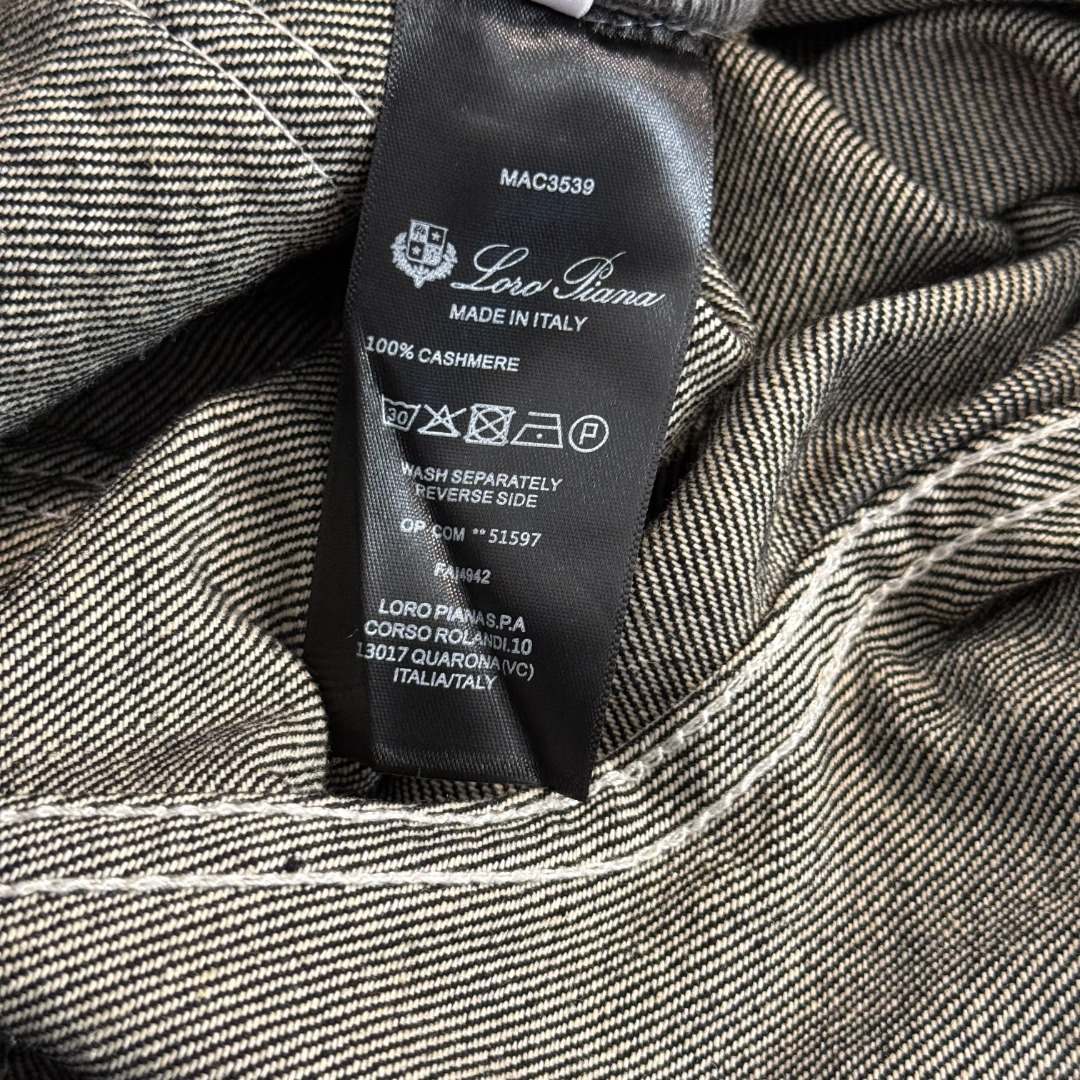 MAC3539
Loro Piana
MADE IN ITALY
100% CASHMERE
30
P
WASH SEPARATELY
REVERSE SIDE
OP. COM **51597
LORO PIANA S.P.A
CORSO ROLANDI.10
13017 QUARONA (VC)
ITALIA/TALY